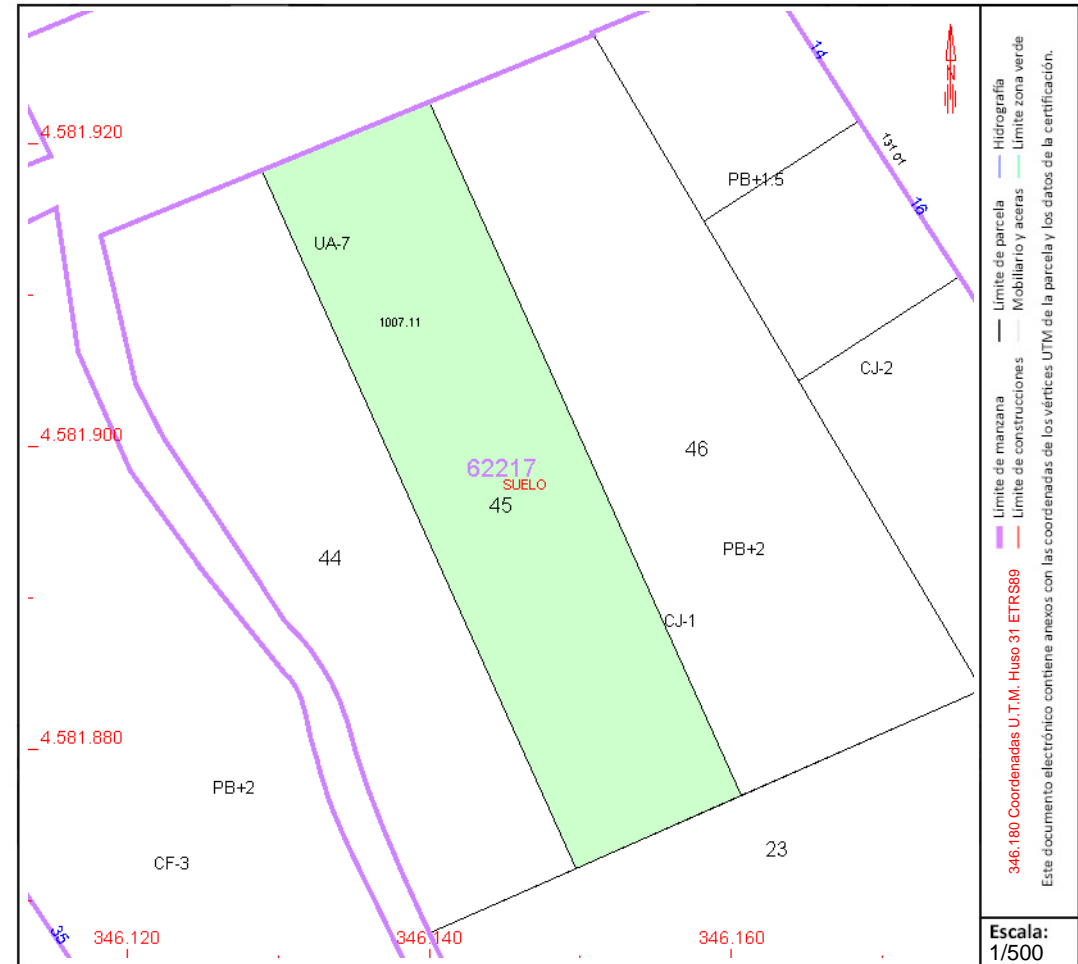 4.581.920
14
N
PB+1.5
131 01
16
UA-7
1007.11
CJ-2
4.581.900
46
62217
SUELO
45
PB+2
44
CJ-1
4.581.880
PB+2
23
CF-3
35
346.120
346.140
346.160
346.180 Coordenadas U.T.M. Huso 31 ETRS89
Límite de manzana
Límite de parcela
Hidrografía
Límite de construcciones
Mobiliario y aceras
Límite zona verde
Este documento electrónico contiene anexos con las coordenadas de los vértices UTM de la parcela y los datos de la certificación.
Escala:
1/500